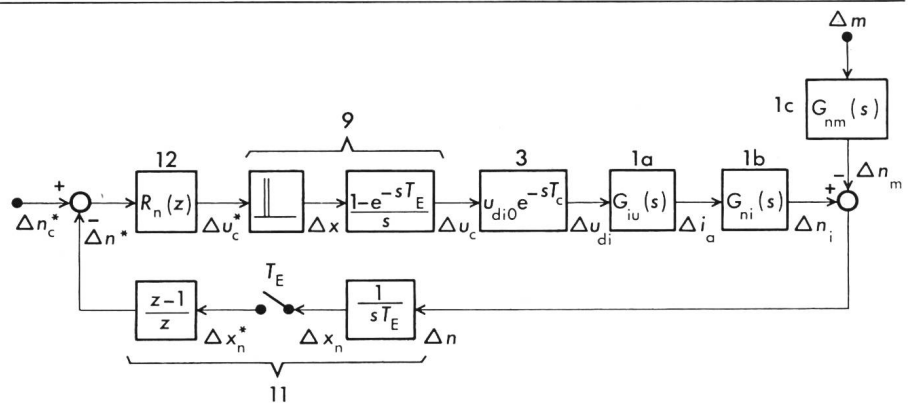 Δm
1c
G_nm(s)
9
12
3
1a
1b
Δn_m
R_n(z)
1-e^-sT_E
s
u_di0 e^-sT_c
G_iu(s)
G_ni(s)
+
-
+
-
Δn_c*
Δn*
Δu_c*
Δx
Δu_c
Δu_di
Δi_a
Δn_i
T_E
z-1
z
1
sT_E
Δx_n*
Δx_n
Δn
11